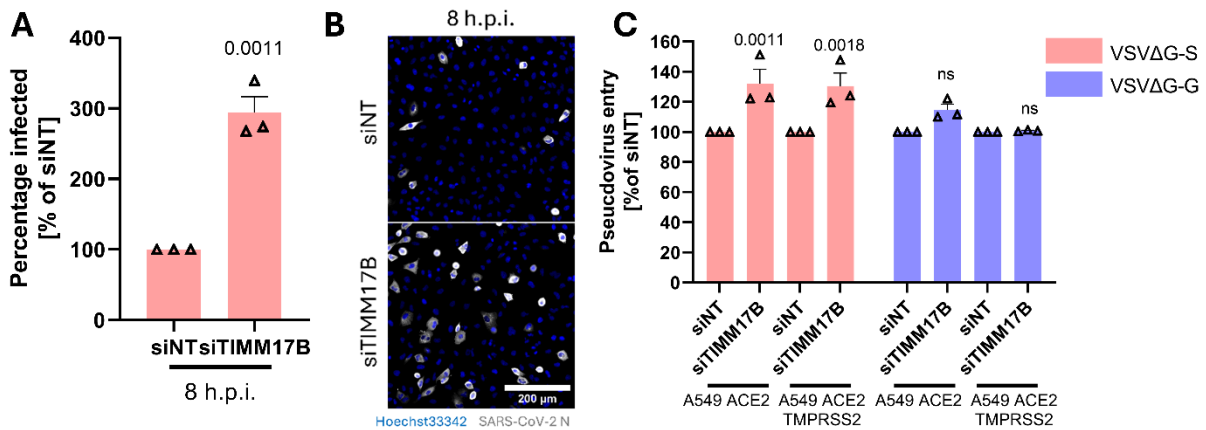 A
Percentage infected
[% of siNT]
400
300
200
100
0
0.0011
siNT
siTIMM17B
8 h.p.i.
B
8 h.p.i.
siNT
siTIMM17B
200 µm
Hoechst33342 SARS-CoV-2 N
C
Pseucdovirus entry
[%of siNT]
160
140
120
100
80
60
40
20
0
0.0011
0.0018
ns
ns
siNT
siTIMM17B
siNT
siTIMM17B
siNT
siTIMM17B
siNT
siTIMM17B
A549 ACE2
A549 ACE2
TMPRSS2
A549 ACE2
A549 ACE2
TMPRSS2
VSVΔG-S
VSVΔG-G